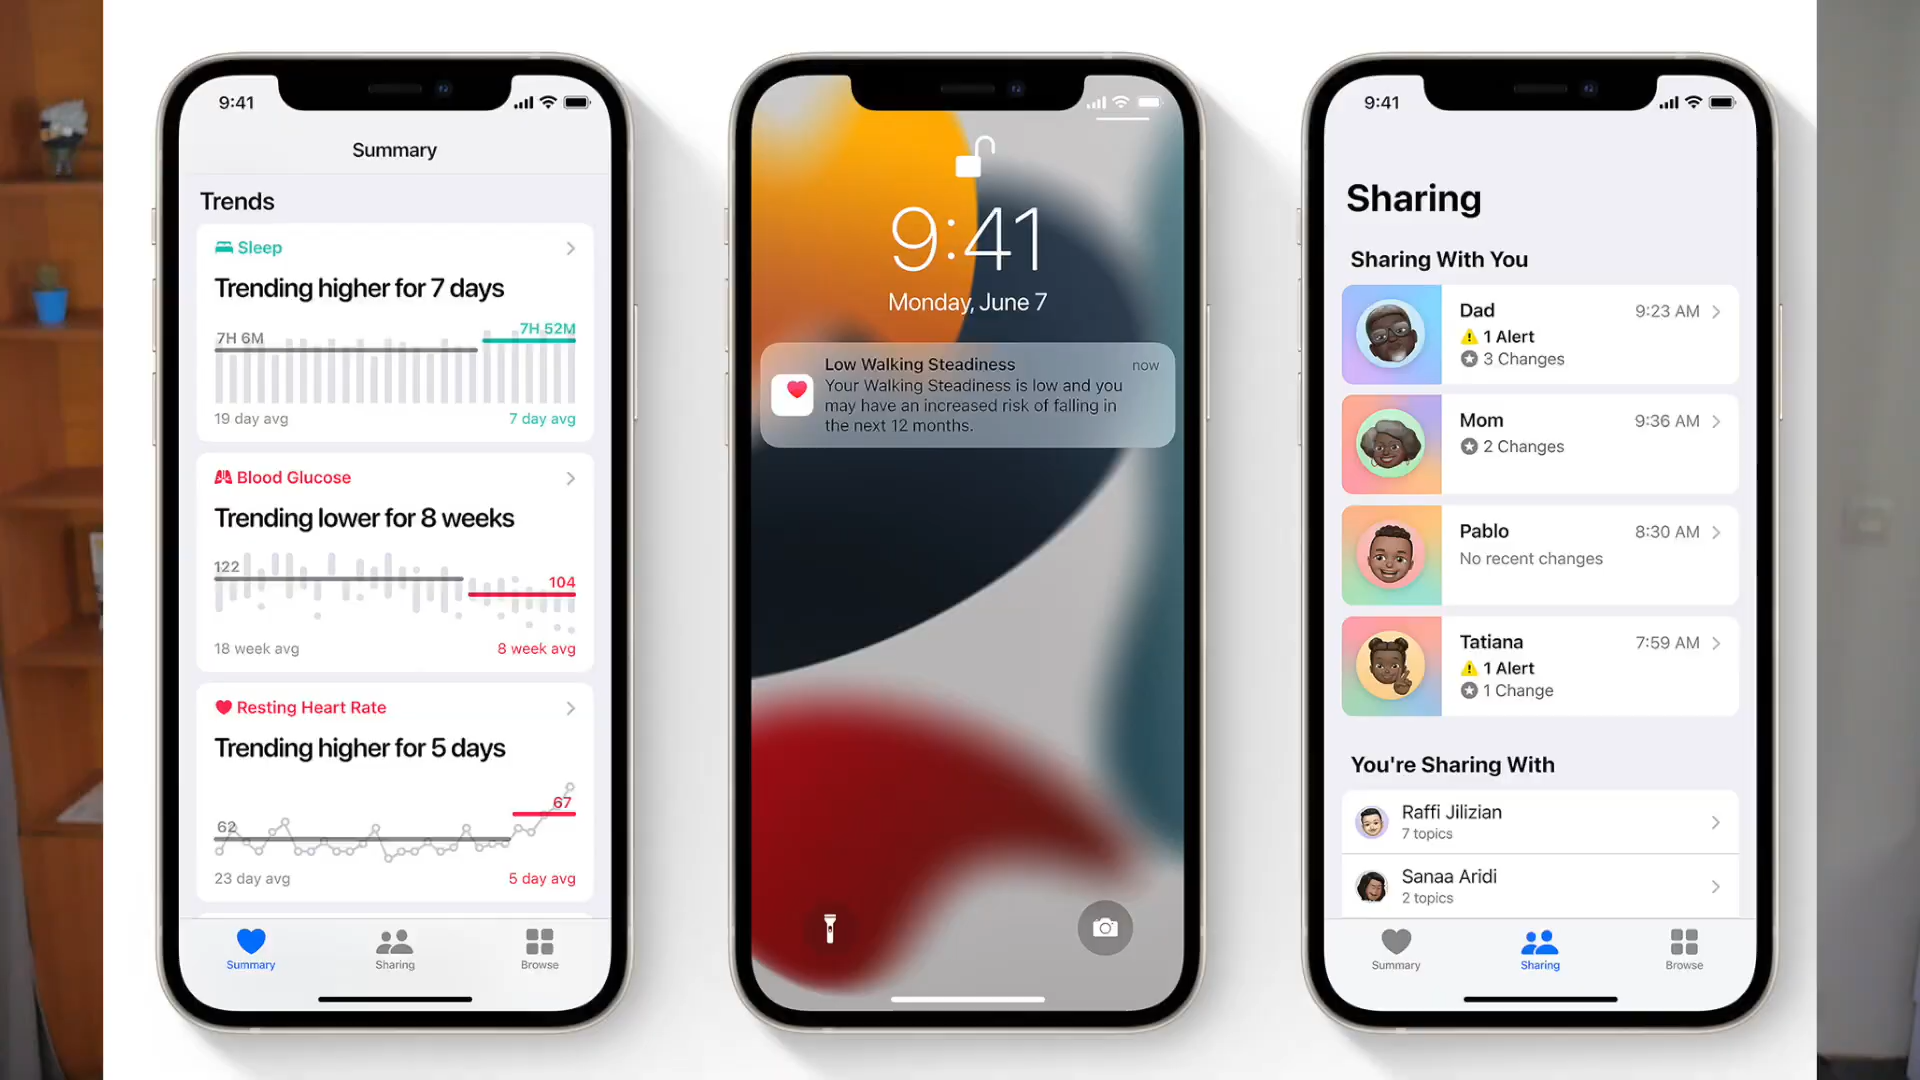 9:41
Summary
Trends
Sleep
Trending higher for 7 days
7H 6M
7H 52M
19 day avg
7 day avg
Blood Glucose
Trending lower for 8 weeks
122
104
18 week avg
8 week avg
Resting Heart Rate
Trending higher for 5 days
62
67
23 day avg
5 day avg
Summary
Sharing
Browse
9:41
Monday, June 7
Low Walking Steadiness
now
Your Walking Steadiness is low and you
may have an increased risk of falling in
the next 12 months.
9:41
Sharing
Sharing With You
Dad
9:23 AM
1 Alert
3 Changes
Mom
9:36 AM
2 Changes
Pablo
8:30 AM
No recent changes
Tatiana
7:59 AM
1 Alert
1 Change
You're Sharing With
Raffi Jilizian
7 topics
Sanaa Aridi
2 topics
Summary
Sharing
Browse